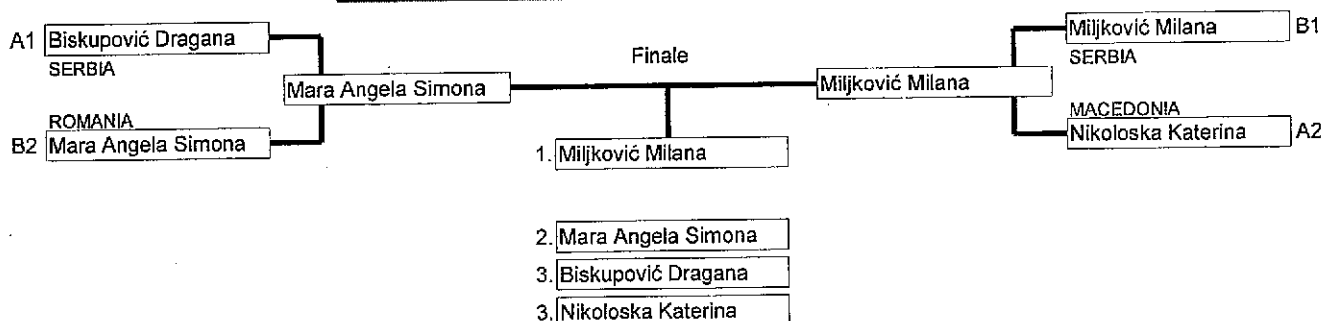 A1 Biskupović Dragana
SERBIA
ROMANIA
B2 Mara Angela Simona
Mara Angela Simona
Finale
Miljković Milana
Miljković Milana B1
SERBIA
MACEDONIA
Nikoloska Katerina A2
1. Miljković Milana
2. Mara Angela Simona
3. Biskupović Dragana
3. Nikoloska Katerina